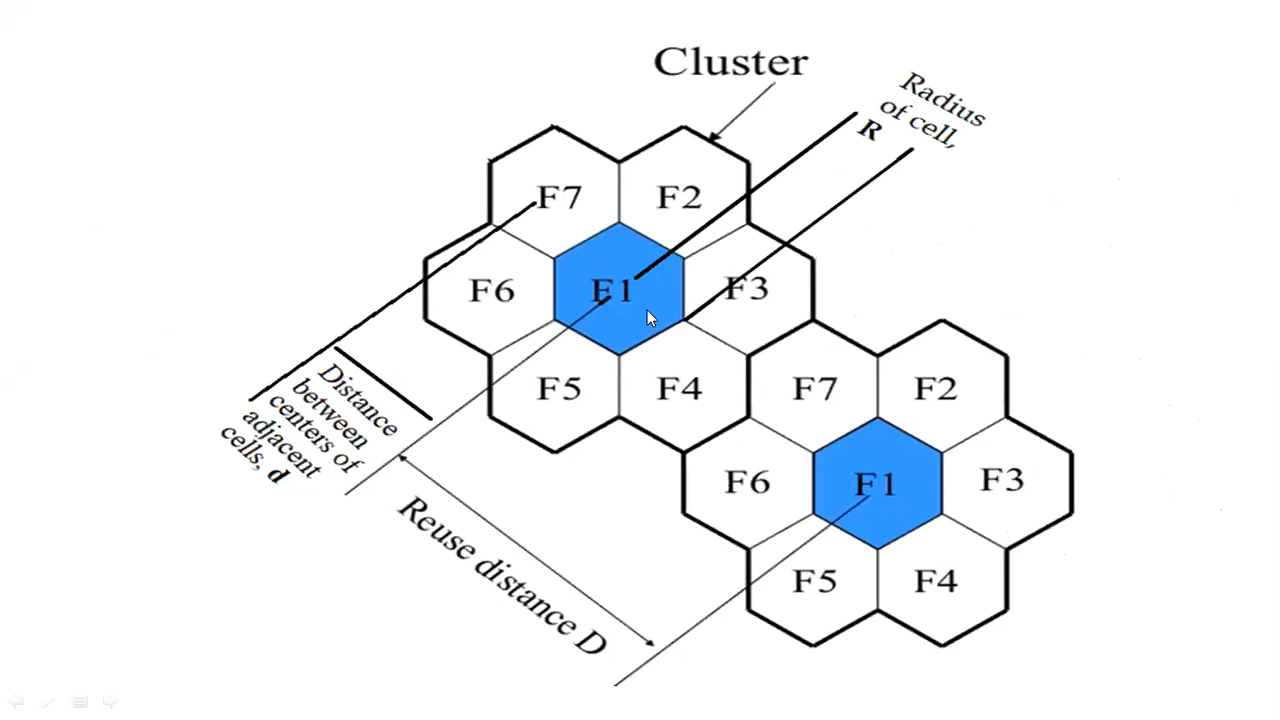 Cluster
Radius
of cell,
R
F7 F2
F6 F1 F3
F5 F4
F7 F2
F6 F1 F3
F5 F4
Distance
between
centers of
adjacent
cells, d
Reuse distance D